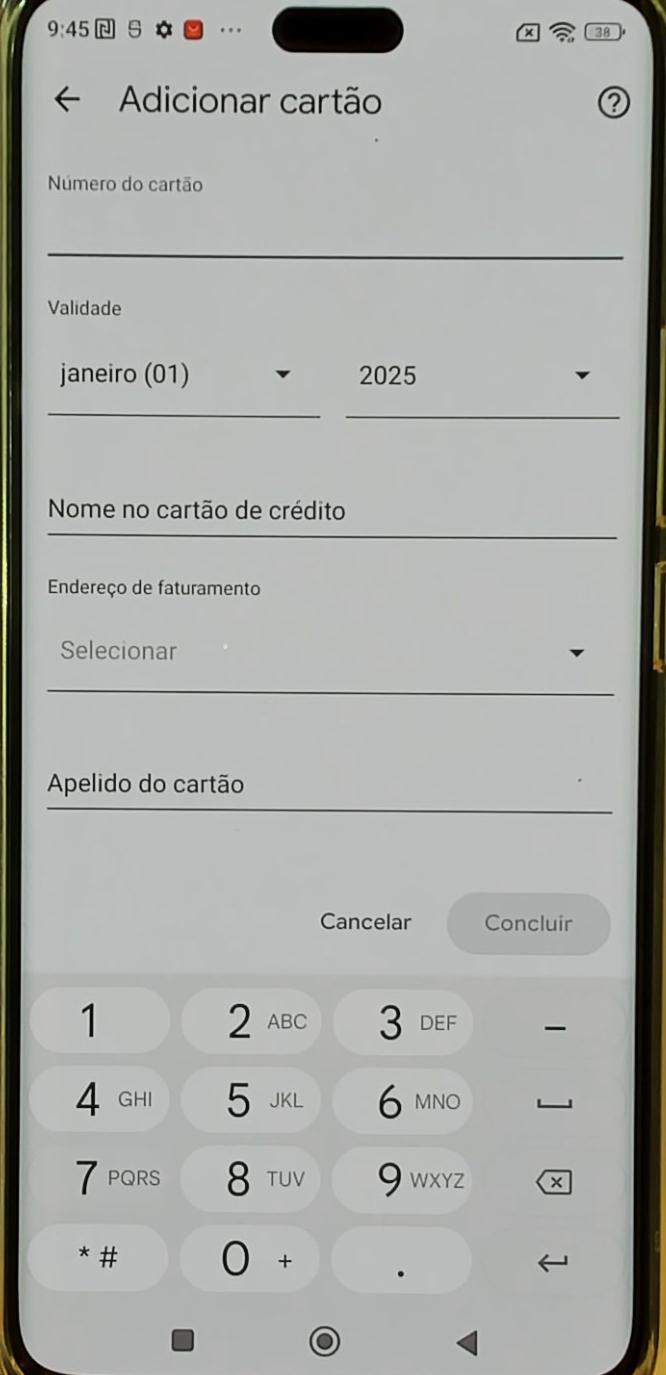 9:45
38
Adicionar cartão
Número do cartão
Validade
janeiro (01) 2025
Nome no cartão de crédito
Endereço de faturamento
Selecionar
Apelido do cartão
Cancelar Concluir
1 2 ABC 3 DEF –
4 GHI 5 JKL 6 MNO
7 PQRS 8 TUV 9 WXYZ
* # 0 + .